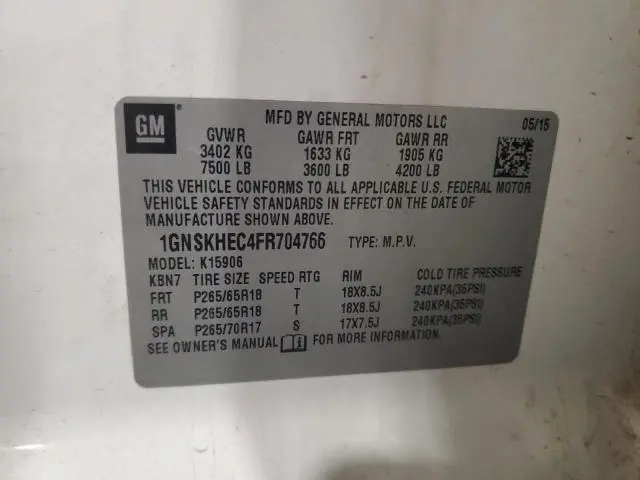 GM ®
MFD BY GENERAL MOTORS LLC 05/15
GVWR GAWR FRT GAWR RR
3402 KG 1633 KG 1905 KG
7500 LB 3600 LB 4200 LB
THIS VEHICLE CONFORMS TO ALL APPLICABLE U.S. FEDERAL MOTOR
VEHICLE SAFETY STANDARDS IN EFFECT ON THE DATE OF
MANUFACTURE SHOWN ABOVE.
1GNSKHEC4FR704766 TYPE: M.P.V.
MODEL: K15906
KBN7 TIRE SIZE SPEED RTG RIM COLD TIRE PRESSURE
FRT P265/65R18 T 18X8.5J 240KPA(35PSI)
RR P265/65R18 T 18X8.5J 240KPA(35PSI)
SPA P265/70R17 S 17X7.5J 240KPA(35PSI)
SEE OWNER'S MANUAL i FOR MORE INFORMATION.